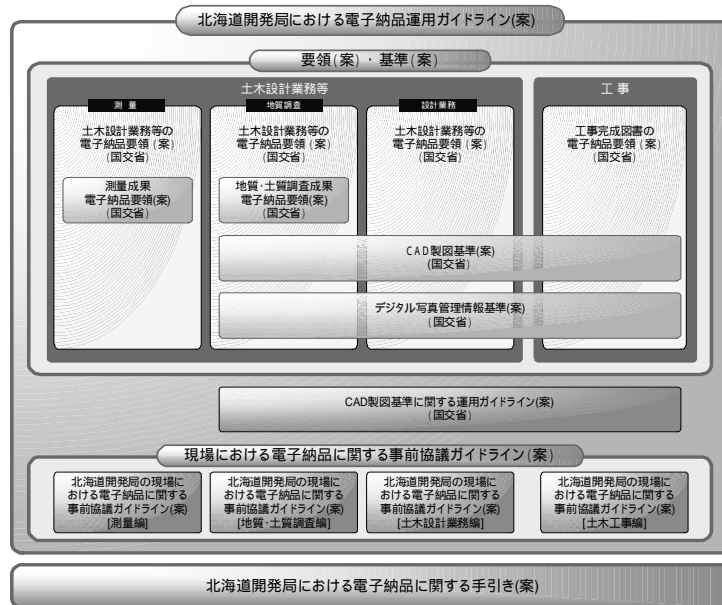 北海道開発局における電子納品運用ガイドライン(案)
要領(案)・基準(案)
土木設計業務等
工事
測量
土木設計業務等の
電子納品要領(案)
(国交省)
測量成果
電子納品要領(案)
(国交省)
地質調査
土木設計業務等の
電子納品要領(案)
(国交省)
地質・土質調査成果
電子納品要領(案)
(国交省)
設計業務
土木設計業務等の
電子納品要領(案)
(国交省)
工事完成図書の
電子納品要領(案)
(国交省)
CAD製図基準(案)
(国交省)
デジタル写真管理情報基準(案)
(国交省)
CAD製図基準に関する運用ガイドライン(案)
(国交省)
現場における電子納品に関する事前協議ガイドライン(案)
北海道開発局の現場に
おける電子納品に関する
事前協議ガイドライン(案)
[測量編]
北海道開発局の現場に
おける電子納品に関する
事前協議ガイドライン(案)
[地質・土質調査編]
北海道開発局の現場に
おける電子納品に関する
事前協議ガイドライン(案)
[土木設計業務編]
北海道開発局の現場に
おける電子納品に関する
事前協議ガイドライン(案)
[土木工事編]
北海道開発局における電子納品に関する手引き(案)